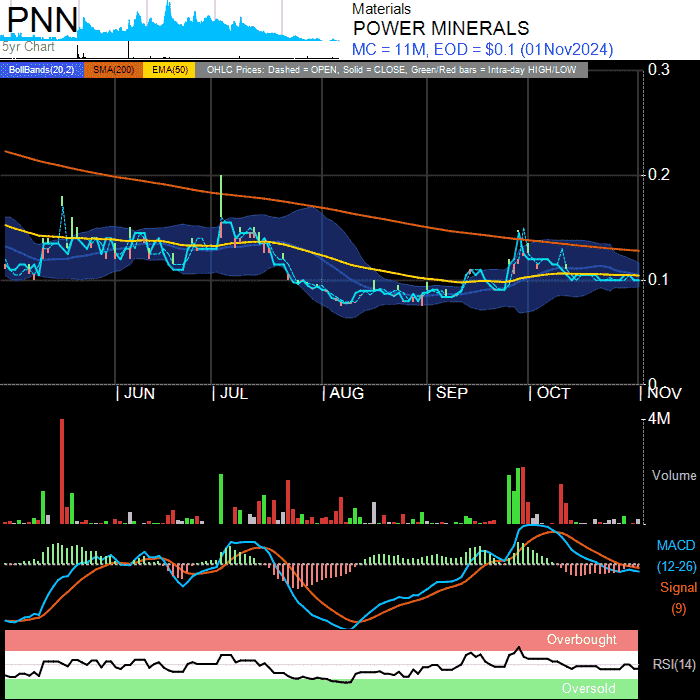 PNN
5yr Chart
Materials
POWER MINERALS
MC = 11M, EOD = $0.1 (01Nov2024)
BollBands(20,2) SMA(200) EMA(50) OHLC Prices: Dashed = OPEN, Solid = CLOSE, Green/Red bars = Intra-day HIGH/LOW
0.3
0.2
0.1
0
JUN JUL AUG SEP OCT NOV
4M
Volume
MACD
(12-26)
Signal
(9)
Overbought
RSI(14)
Oversold